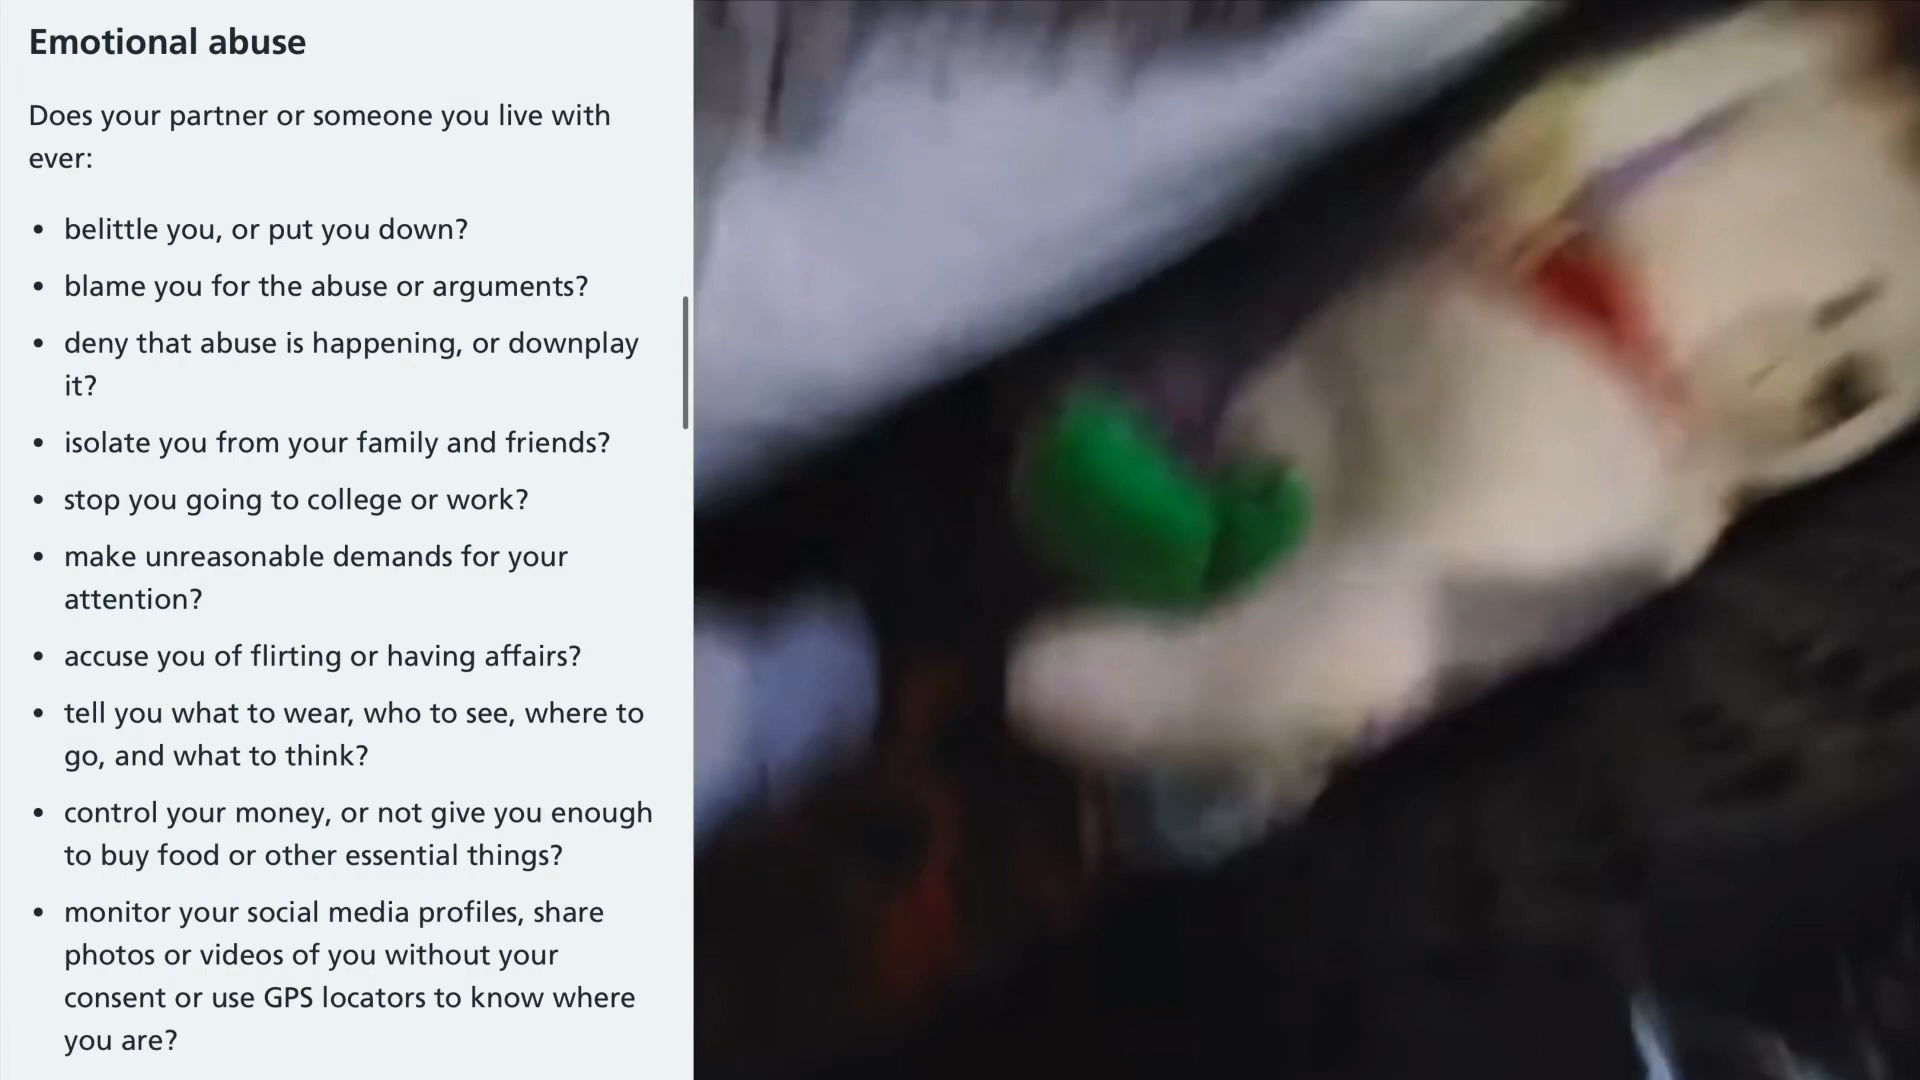 Emotional abuse
Does your partner or someone you live with
ever:
• belittle you, or put you down?
• blame you for the abuse or arguments?
• deny that abuse is happening, or downplay
it?
• isolate you from your family and friends?
• stop you going to college or work?
• make unreasonable demands for your
attention?
• accuse you of flirting or having affairs?
• tell you what to wear, who to see, where to
go, and what to think?
• control your money, or not give you enough
to buy food or other essential things?
• monitor your social media profiles, share
photos or videos of you without your
consent or use GPS locators to know where
you are?